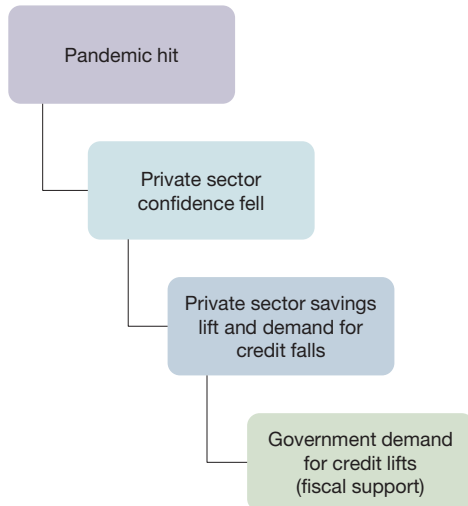 Pandemic hit
Private sector
confidence fell
Private sector savings
lift and demand for
credit falls
Government demand
for credit lifts
(fiscal support)